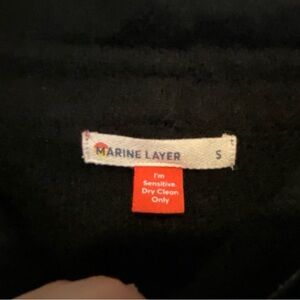 MARINE LAYER S
I'm
Sensitive
Dry Clean
Only